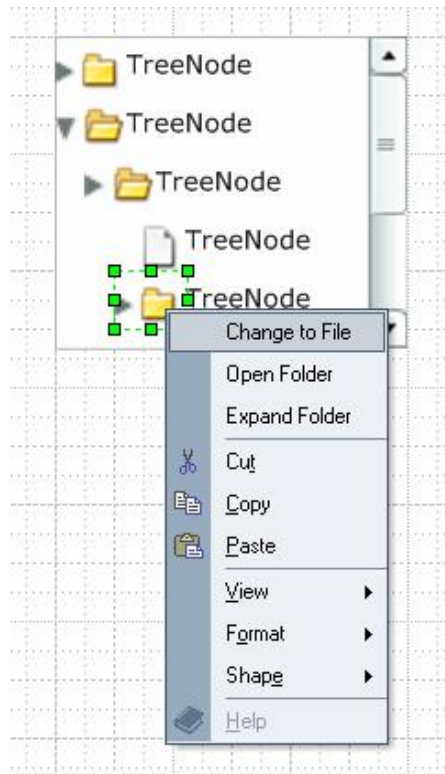 TreeNode
TreeNode
TreeNode
TreeNode
TreeNode
Change to File
Open Folder
Expand Folder
Cut
Copy
Paste
View
Format
Shape
Help